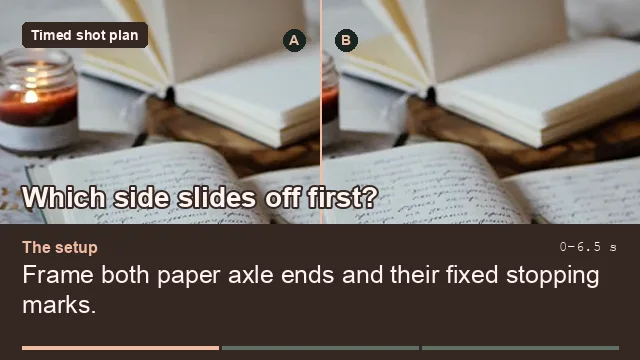 Timed shot plan
A
B
Which side slides off first?
The setup
0–6.5 s
Frame both paper axle ends and their fixed stopping
marks.